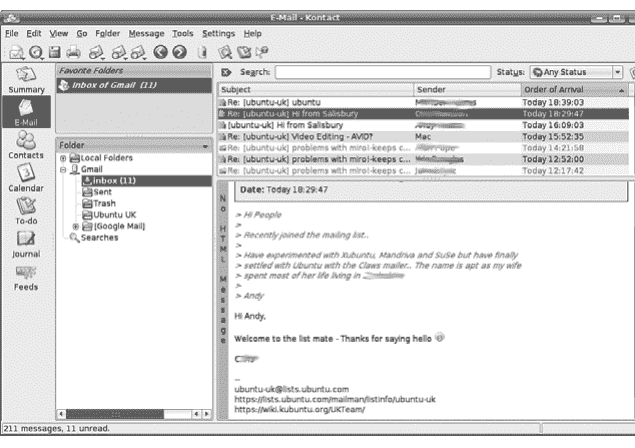 E-Mail - Kontact
File Edit View Go Folder Message Tools Settings Help
Favorite Folders
Inbox of Gmail (11)
Search:
Status: Any Status
Summary
E-Mail
Contacts
Calendar
To-do
Journal
Feeds
Folder
Local Folders
Gmail
Inbox (11)
Sent
Trash
Ubuntu UK
[Google Mail]
Searches
Subject Sender Order of Arrival
Re: [ubuntu-uk] ubuntu Today 18:39:03
Re: [ubuntu-uk] Hi from Salisbury Today 18:29:47
[ubuntu-uk] Hi from Salisbury Today 16:09:03
Re: [ubuntu-uk] Video Editing - AVID? Mac Today 15:52:35
Re: [ubuntu-uk] problems with miroI-keeps c... Today 14:21:58
Re: [ubuntu-uk] problems with miroI-keeps c... Today 12:52:00
Re: [ubuntu-uk] problems with miroI-keeps c... Today 12:17:42
No HTML Message
Date: Today 18:29:47
> Hi People
>
> Recently joined the mailing list..
>
> Have experimented with Xubuntu, Mandriva and SuSe but have finally
> settled with Ubuntu with the Claws mailer.. The name is apt as my wife
> spent most of her life living in
>
> Andy
Hi Andy,
Welcome to the list mate - Thanks for saying hello
--
ubuntu-uk@lists.ubuntu.com
https://lists.ubuntu.com/mailman/listinfo/ubuntu-uk
https://wiki.kubuntu.org/UKTeam/
211 messages, 11 unread.